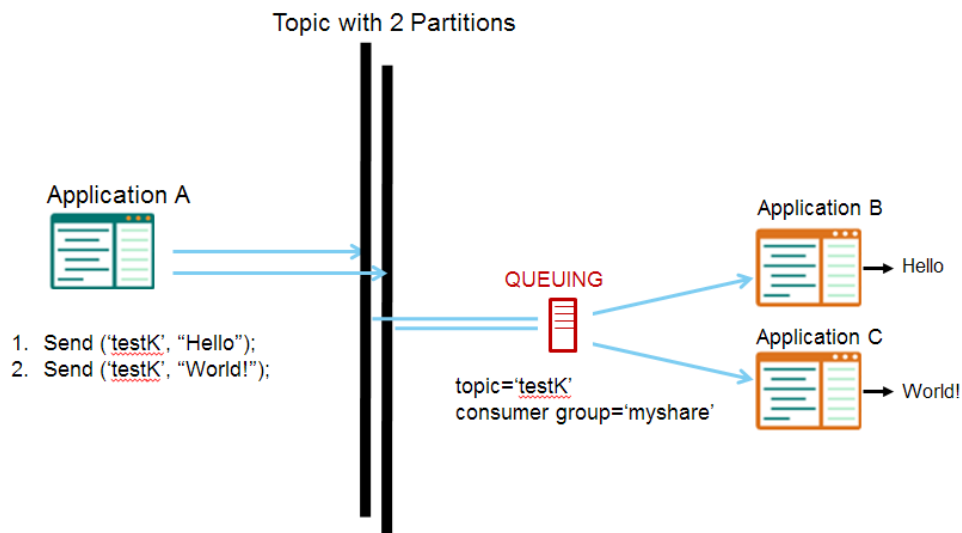 Topic with 2 Partitions
Application A
1. Send (‘testK’, “Hello”);
2. Send (‘testK’, “World!”);
QUEUING
topic=‘testK’
consumer group=‘myshare’
Application B
Hello
Application C
World!